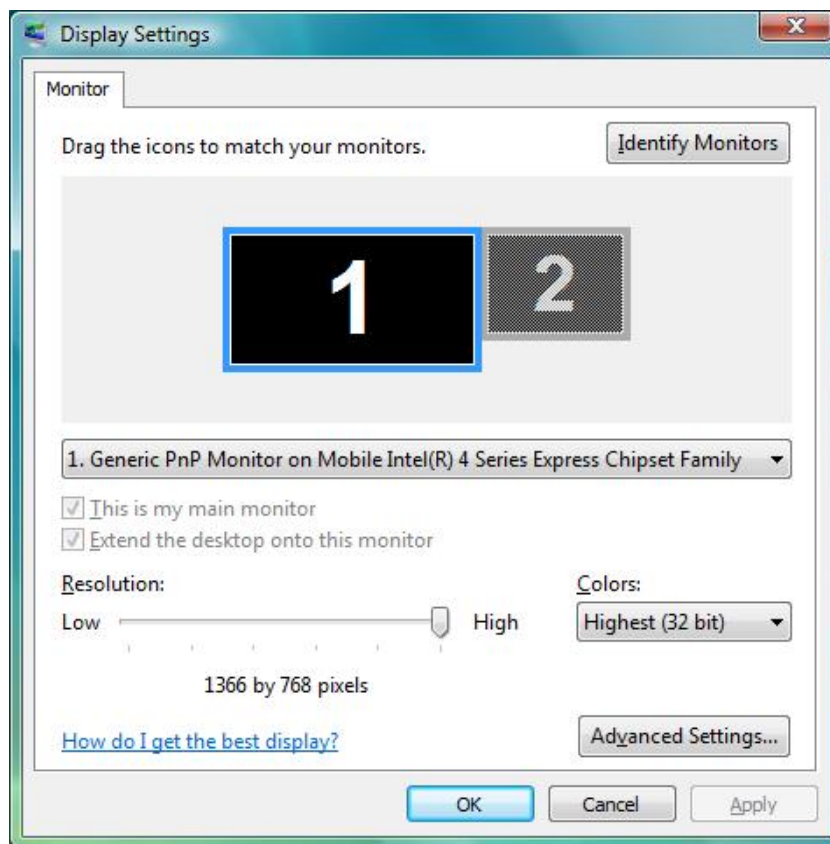 Display Settings
Monitor
Drag the icons to match your monitors.
Identify Monitors
1
2
1. Generic PnP Monitor on Mobile Intel(R) 4 Series Express Chipset Family
This is my main monitor
Extend the desktop onto this monitor
Resolution:
Colors:
Low
High
Highest (32 bit)
1366 by 768 pixels
How do I get the best display?
Advanced Settings...
OK
Cancel
Apply